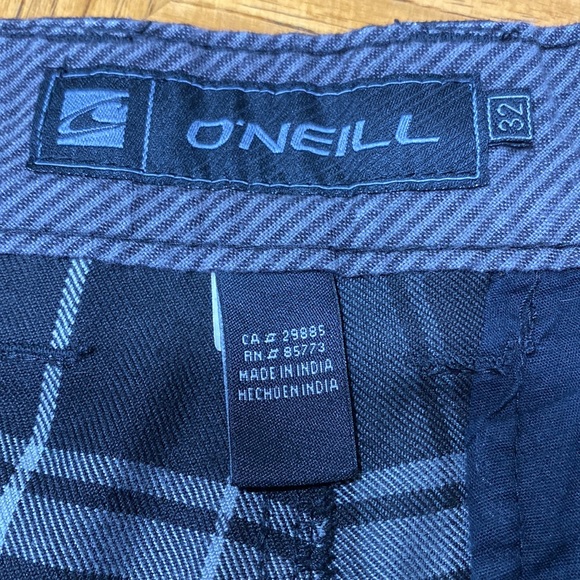 O'NEILL
32
CA # 29885
RN # 85773
MADE IN INDIA
HECHO EN INDIA